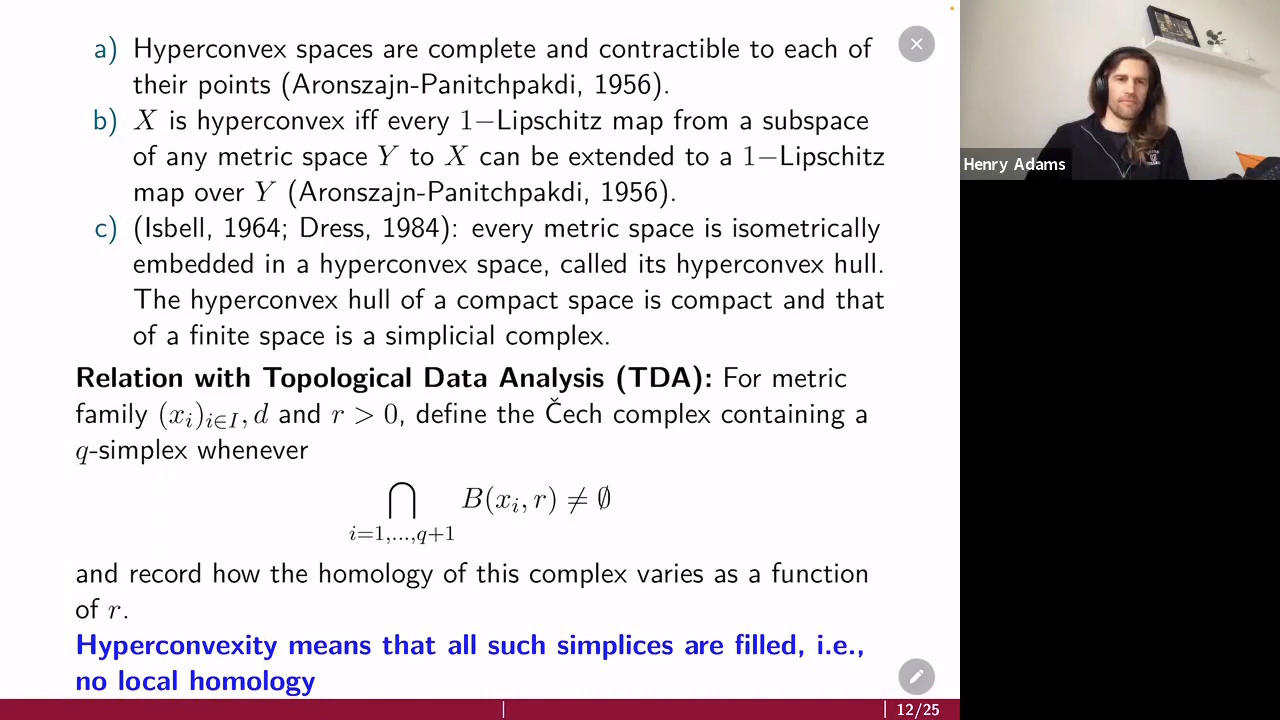 a) Hyperconvex spaces are complete and contractible to each of
their points (Aronszajn-Panitchpakdi, 1956).
b) X is hyperconvex iff every 1−Lipschitz map from a subspace
of any metric space Y to X can be extended to a 1−Lipschitz
map over Y (Aronszajn-Panitchpakdi, 1956).
c) (Isbell, 1964; Dress, 1984): every metric space is isometrically
embedded in a hyperconvex space, called its hyperconvex hull.
The hyperconvex hull of a compact space is compact and that
of a finite space is a simplicial complex.
Relation with Topological Data Analysis (TDA): For metric
family (x_i)_{i∈I}, d and r > 0, define the Čech complex containing a
q-simplex whenever
⋂_{i=1,...,q+1} B(x_i, r) ≠ ∅
and record how the homology of this complex varies as a function
of r.
Hyperconvexity means that all such simplices are filled, i.e.,
no local homology
12/25
Henry Adams